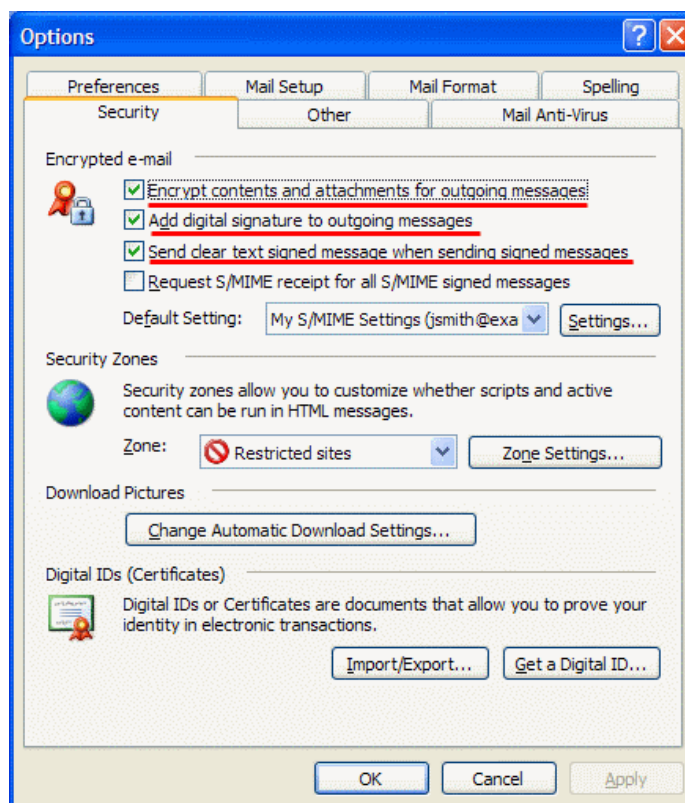 Options
Preferences Mail Setup Mail Format Spelling
Security Other Mail Anti-Virus
Encrypted e-mail
Encrypt contents and attachments for outgoing messages
Add digital signature to outgoing messages
Send clear text signed message when sending signed messages
Request S/MIME receipt for all S/MIME signed messages
Default Setting: My S/MIME Settings (jsmith@exa Settings...
Security Zones
Security zones allow you to customize whether scripts and active
content can be run in HTML messages.
Zone: Restricted sites Zone Settings...
Download Pictures
Change Automatic Download Settings...
Digital IDs (Certificates)
Digital IDs or Certificates are documents that allow you to prove your
identity in electronic transactions.
Import/Export... Get a Digital ID...
OK Cancel Apply